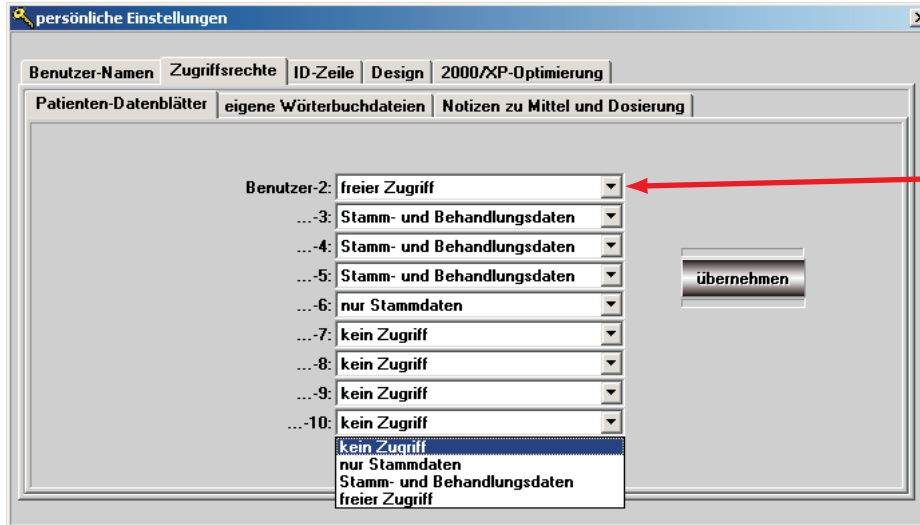 persönliche Einstellungen
Benutzer-Namen Zugriffsrechte ID-Zeile Design 2000/XP-Optimierung
Patienten-Datenblätter eigene Wörterbuchdateien Notizen zu Mittel und Dosierung
Benutzer-2: freier Zugriff
...-3: Stamm- und Behandlungsdaten
...-4: Stamm- und Behandlungsdaten
...-5: Stamm- und Behandlungsdaten
übernehmen
...-6: nur Stammdaten
...-7: kein Zugriff
...-8: kein Zugriff
...-9: kein Zugriff
...-10: kein Zugriff
kein Zugriff
nur Stammdaten
Stamm- und Behandlungsdaten
freier Zugriff